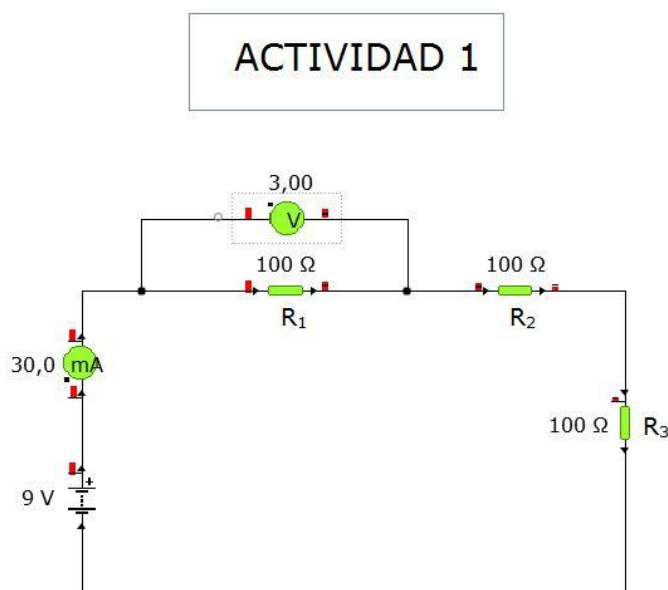 ACTIVIDAD 1
3,00
V
100 Ω
100 Ω
R₁
R₂
30,0 mA
100 Ω
R₃
9 V
+